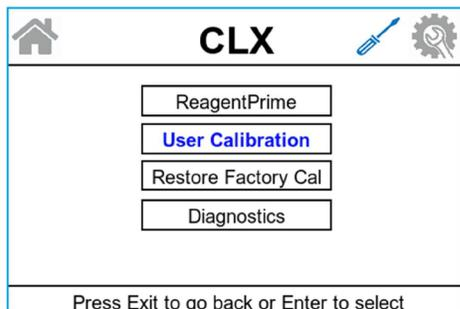 CLX
ReagentPrime
User Calibration
Restore Factory Cal
Diagnostics
Press Exit to go back or Enter to select